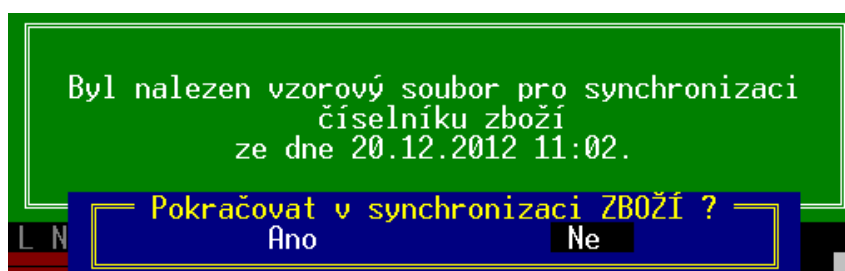 Byl nalezen vzorový soubor pro synchronizaci
číselníku zboží
ze dne 20.12.2012 11:02.
Pokračovat v synchronizaci ZBOŽÍ ?
L N
Ano Ne